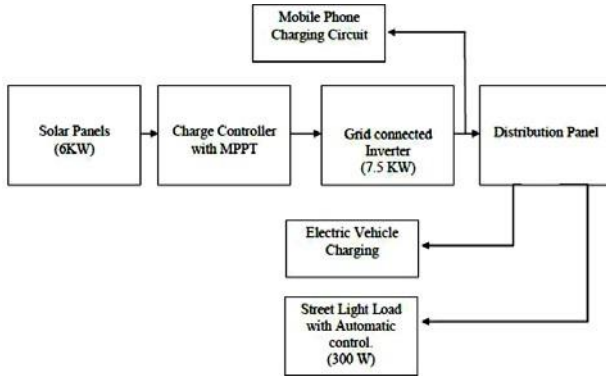 Mobile Phone
Charging Circuit
Solar Panels
(6KW)
Charge Controller
with MPPT
Grid connected
Inverter
(7.5 KW)
Distribution Panel
Electric Vehicle
Charging
Street Light Load
with Automatic
control.
(300 W)